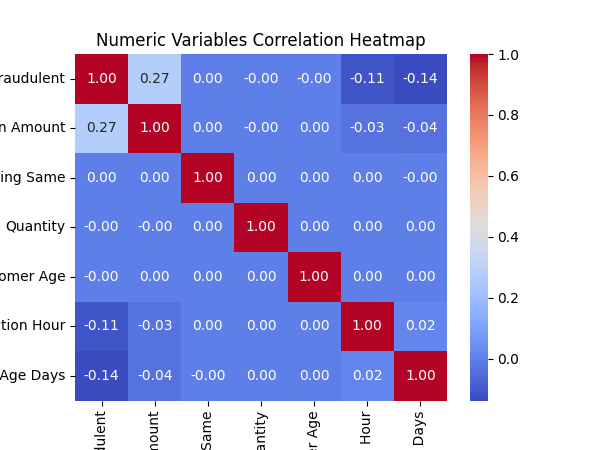 Numeric Variables Correlation Heatmap
raudulent 1.00 0.27 0.00 -0.00 -0.00 -0.11 -0.14
n Amount 0.27 1.00 0.00 -0.00 0.00 -0.03 -0.04
ing Same 0.00 0.00 1.00 0.00 0.00 0.00 -0.00
Quantity -0.00 -0.00 0.00 1.00 0.00 0.00 0.00
omer Age -0.00 0.00 0.00 0.00 1.00 0.00 0.00
ction Hour -0.11 -0.03 0.00 0.00 0.00 1.00 0.02
Age Days -0.14 -0.04 -0.00 0.00 0.00 0.02 1.00
dulent
mount
Same
antity
er Age
Hour
Days
1.0
0.8
0.6
0.4
0.2
0.0